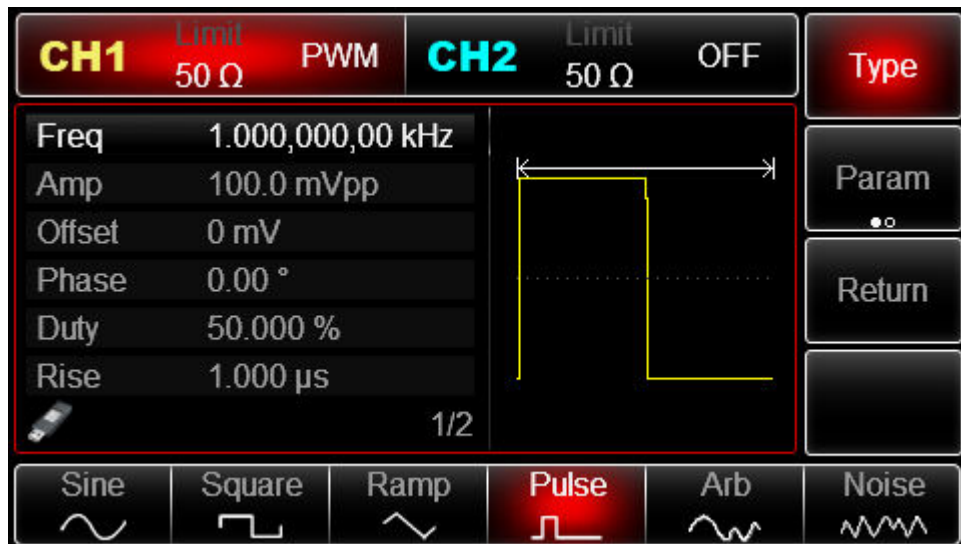 CH1 Limit 50 Ω PWM CH2 Limit 50 Ω OFF Type
Freq 1.000,000,00 kHz
Amp 100.0 mVpp
Param
Offset 0 mV
Phase 0.00 °
Return
Duty 50.000 %
Rise 1.000 µs
1/2
Sine Square Ramp Pulse Arb Noise